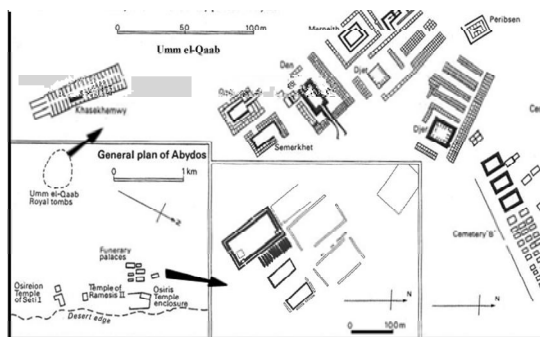 0 50 100m
Umm el-Qaab
Merneith
Peribsen
Den
Djet
Khasekhemwy
Semerkhet
Djer
Cemetery 'B'
General plan of Abydos
0 1 km
Umm el-Qaab
Royal tombs
Funerary
palaces
Osireion
Temple
of Seti I
Temple of
Ramesis II
Osiris
Temple
enclosure
Desert edge
N
N
0 100m